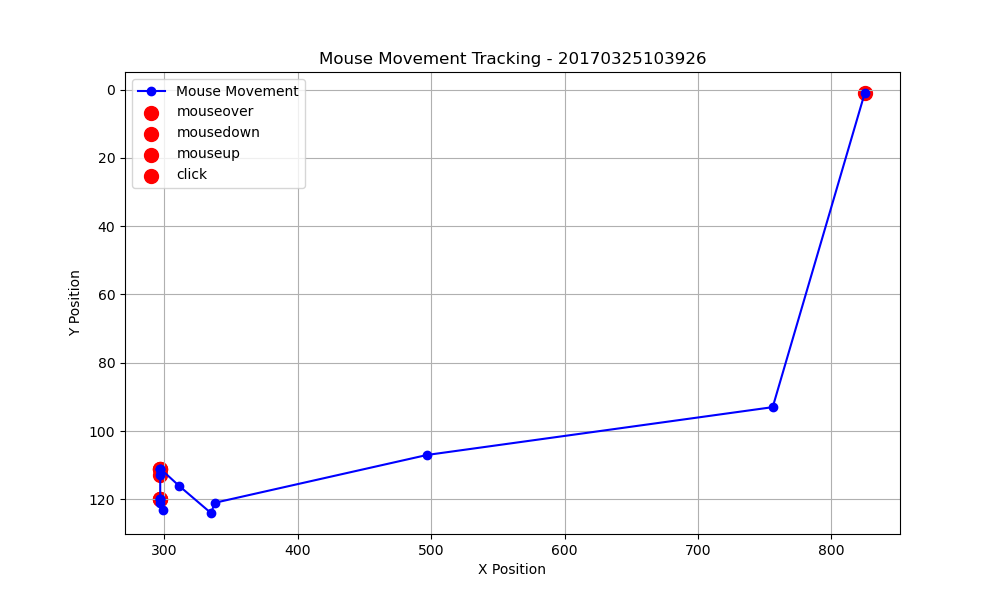 Mouse Movement Tracking - 20170325103926
Mouse Movement
mouseover
mousedown
mouseup
click
0
20
40
60
80
100
120
Y Position
300 400 500 600 700 800
X Position